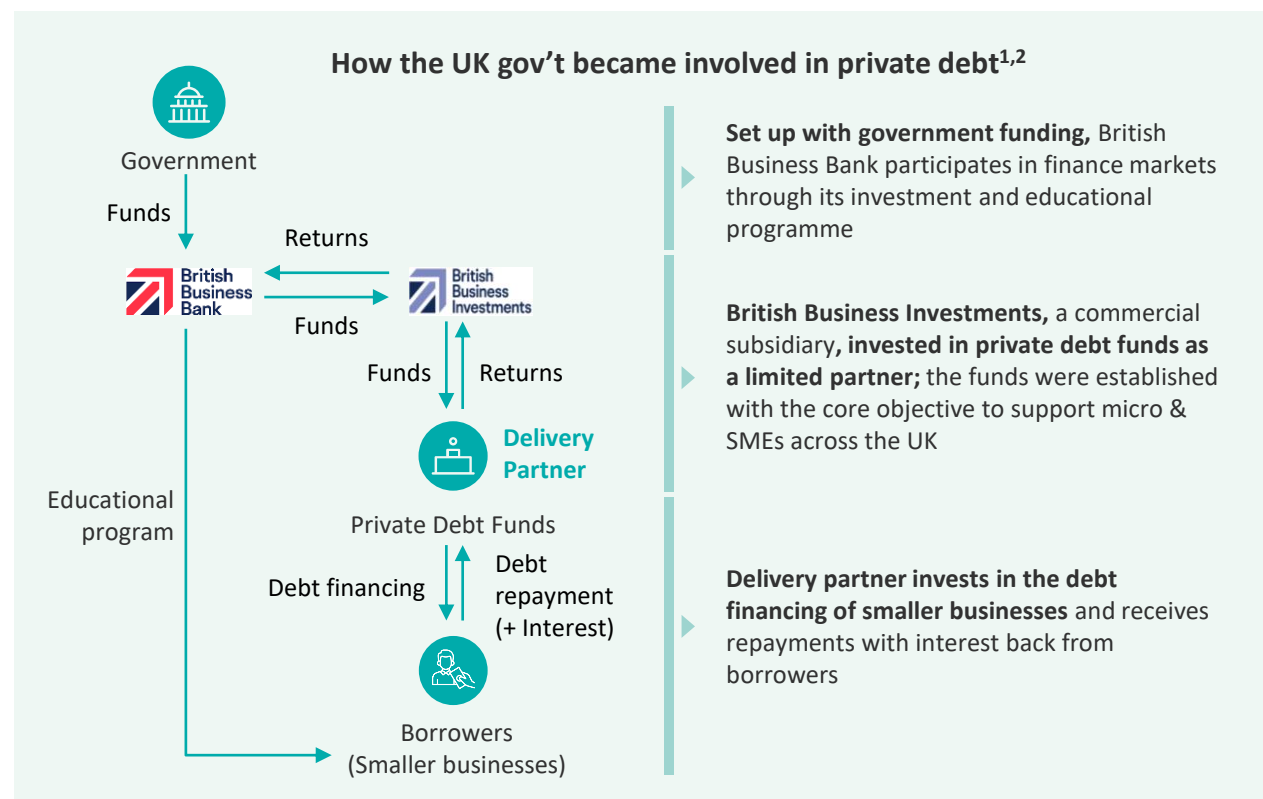 How the UK gov't became involved in private debt1,2
Government
Funds
Returns
British
Business
Bank
British
Business
Investments
Funds
Funds
Returns
Delivery
Partner
Educational
program
Private Debt Funds
Debt financing
Debt
repayment
(+ Interest)
Borrowers
(Smaller businesses)
Set up with government funding, British
Business Bank participates in finance markets
through its investment and educational
programme
British Business Investments, a commercial
subsidiary, invested in private debt funds as
a limited partner; the funds were established
with the core objective to support micro &
SMEs across the UK
Delivery partner invests in the debt
financing of smaller businesses and receives
repayments with interest back from
borrowers